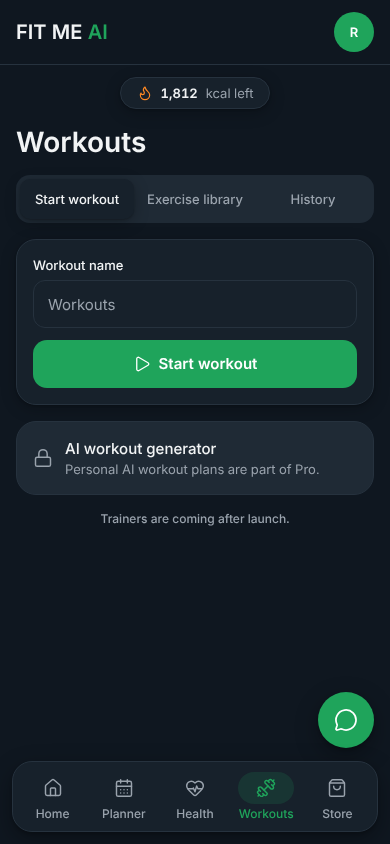 FIT ME AI
R
1,812 kcal left
Workouts
Start workout
Exercise library
History
Workout name
Workouts
Start workout
AI workout generator
Personal AI workout plans are part of Pro.
Trainers are coming after launch.
Home
Planner
Health
Workouts
Store